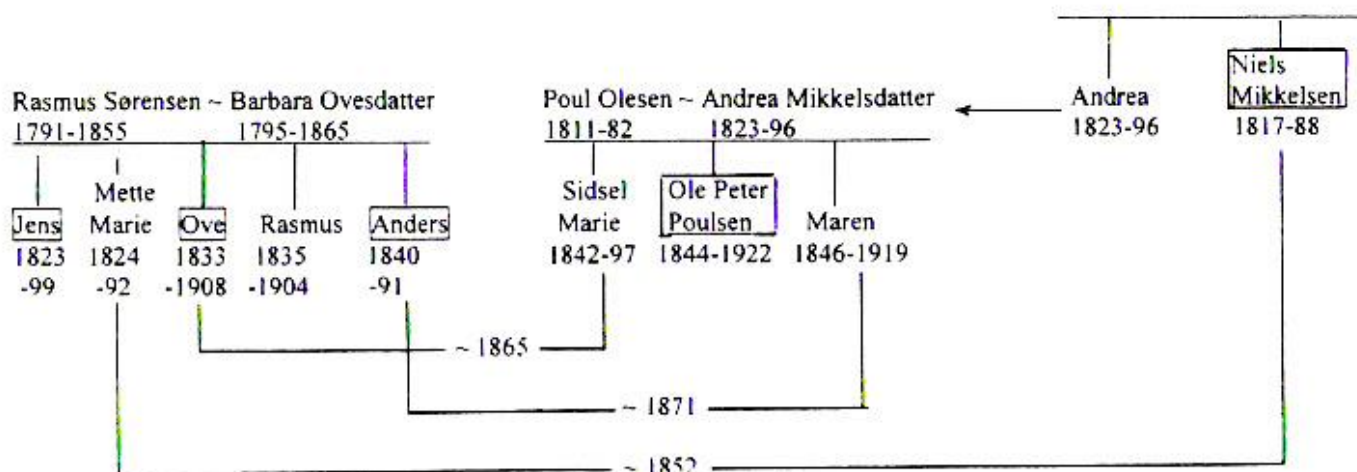 Rasmus Sørensen ~ Barbara Ovesdatter
1791-1855 1795-1865
Jens
1823
-99
Mette
Marie
1824
-92
Ove
1833
-1908
Rasmus
1835
-1904
Anders
1840
-91
Poul Olesen ~ Andrea Mikkelsdatter
1811-82 1823-96
Sidsel
Marie
1842-97
Ole Peter
Poulsen
1844-1922
Maren
1846-1919
Andrea
1823-96
Niels
Mikkelsen
1817-88
~ 1865
~ 1871
~ 1852